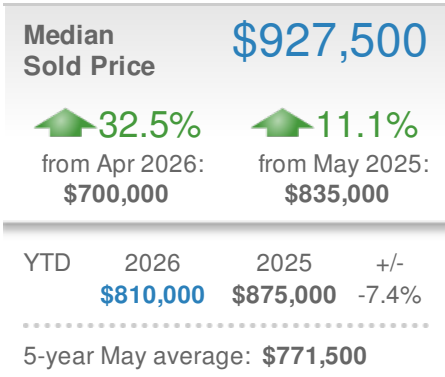 Median $927,500
Sold Price
32.5% 11.1%
from Apr 2026: from May 2025:
$700,000 $835,000
YTD 2026 2025 +/-
$810,000 $875,000 -7.4%
5-year May average: $771,500